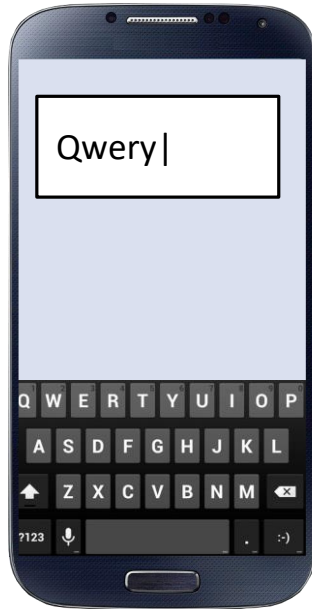 Qwery|
Q W E R T Y U I O P
A S D F G H J K L
Z X C V B N M
?123 . :-)